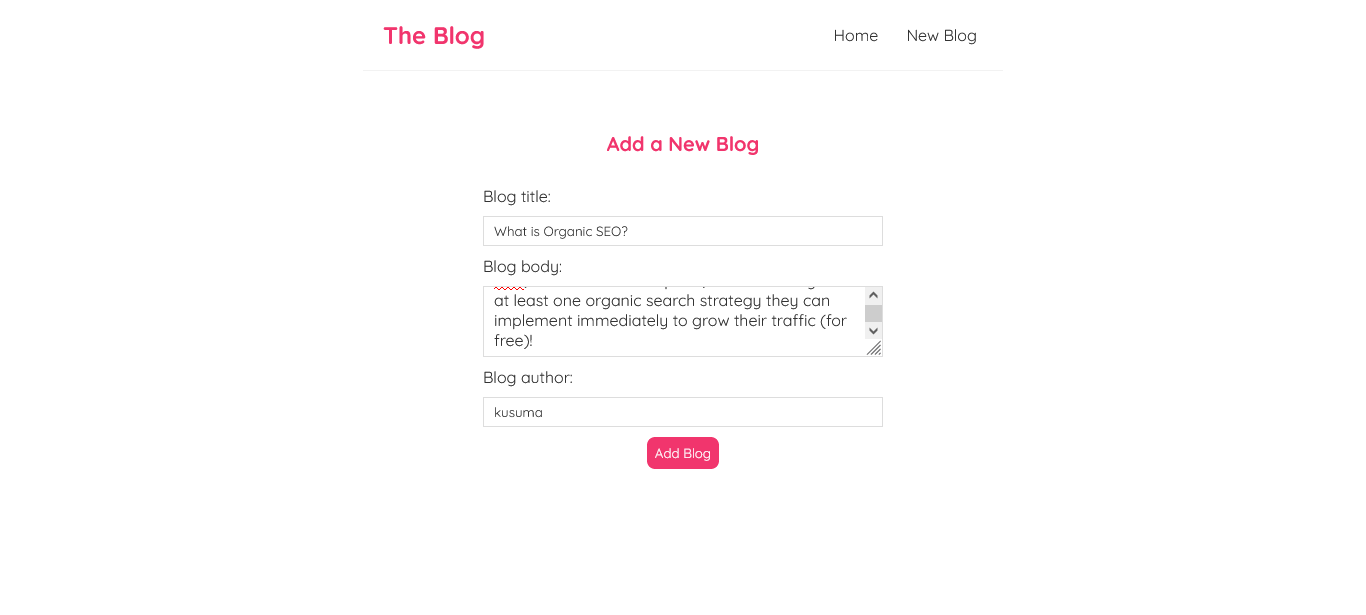 The Blog
Home
New Blog
Add a New Blog
Blog title:
What is Organic SEO?
Blog body:
at least one organic search strategy they can
implement immediately to grow their traffic (for
free)!
Blog author:
kusuma
Add Blog